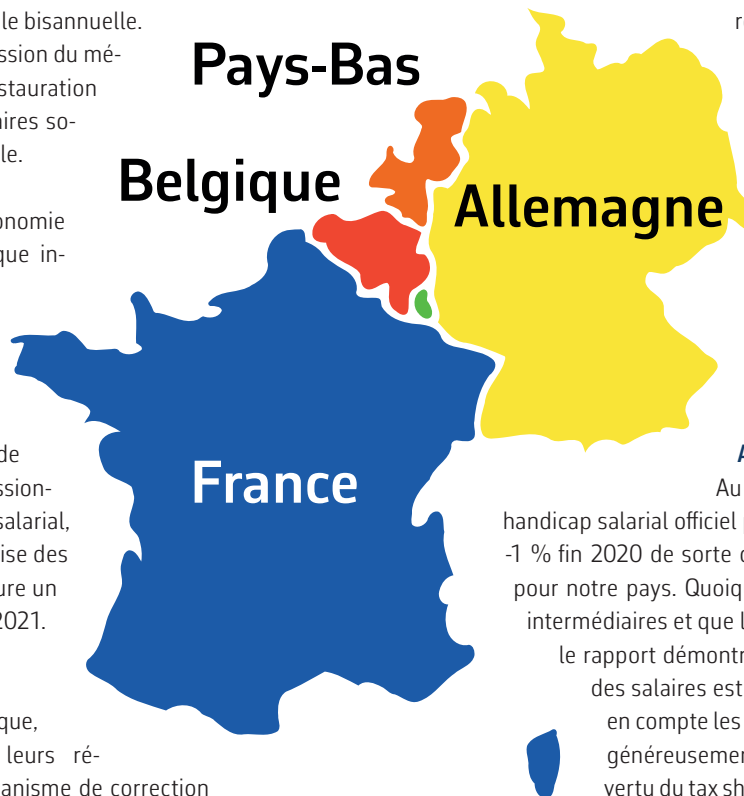 le bisannuelle.
ssion du mé-
stauration
ires so-
le.
onomie
que in-
de
ssion-
salarial,
ise des
ure un
2021.
que,
leurs ré-
anisme de correction
Pays-Bas
Belgique
Allemagne
France
r
A
Au
handicap salarial officiel
-1 % fin 2020 de sorte
pour notre pays. Quoiq
intermédiaires et que l
le rapport démontr
des salaires est
en compte les
généreusemen
vertu du tax sh